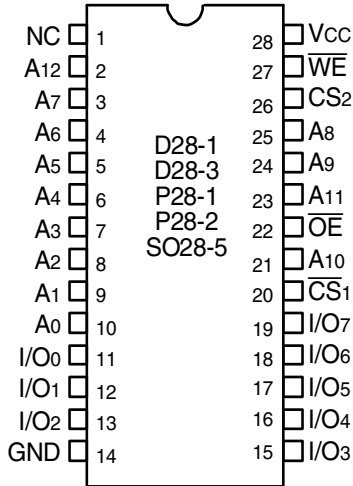 NC 1 28 VCC
A12 2 27 W̅E̅
A7 3 26 CS2
A6 4 25 A8
A5 5 24 A9
A4 6 23 A11
A3 7 22 O̅E̅
A2 8 21 A10
A1 9 20 C̅S̅1
A0 10 19 I/O7
I/O0 11 18 I/O6
I/O1 12 17 I/O5
I/O2 13 16 I/O4
GND 14 15 I/O3
D28-1
D28-3
P28-1
P28-2
SO28-5